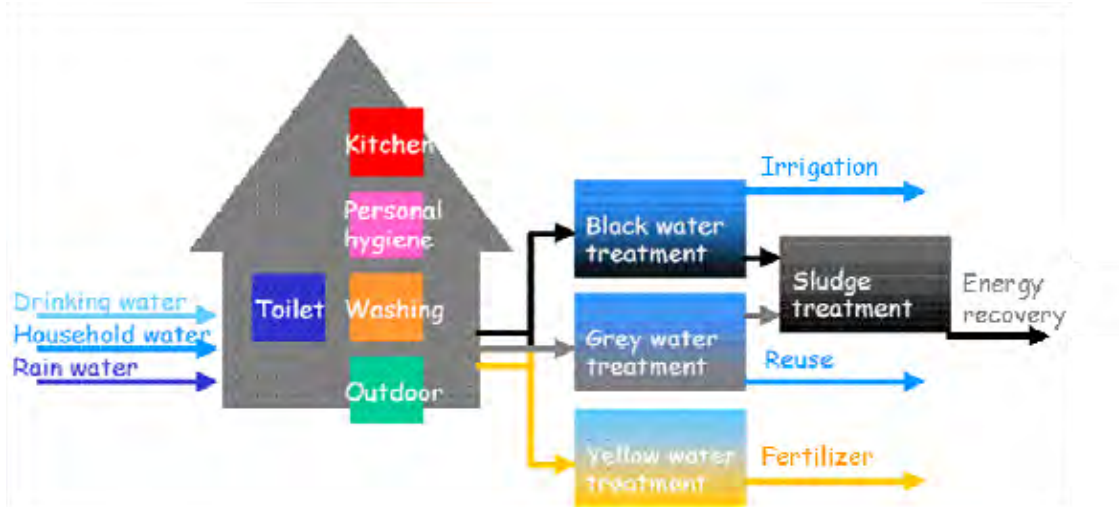 Kitchen
Personal
hygiene
Toilet
Washing
Outdoor
Drinking water
Household water
Rain water
Black water
treatment
Irrigation
Sludge
treatment
Energy
recovery
Grey water
treatment
Reuse
Yellow water
treatment
Fertilizer